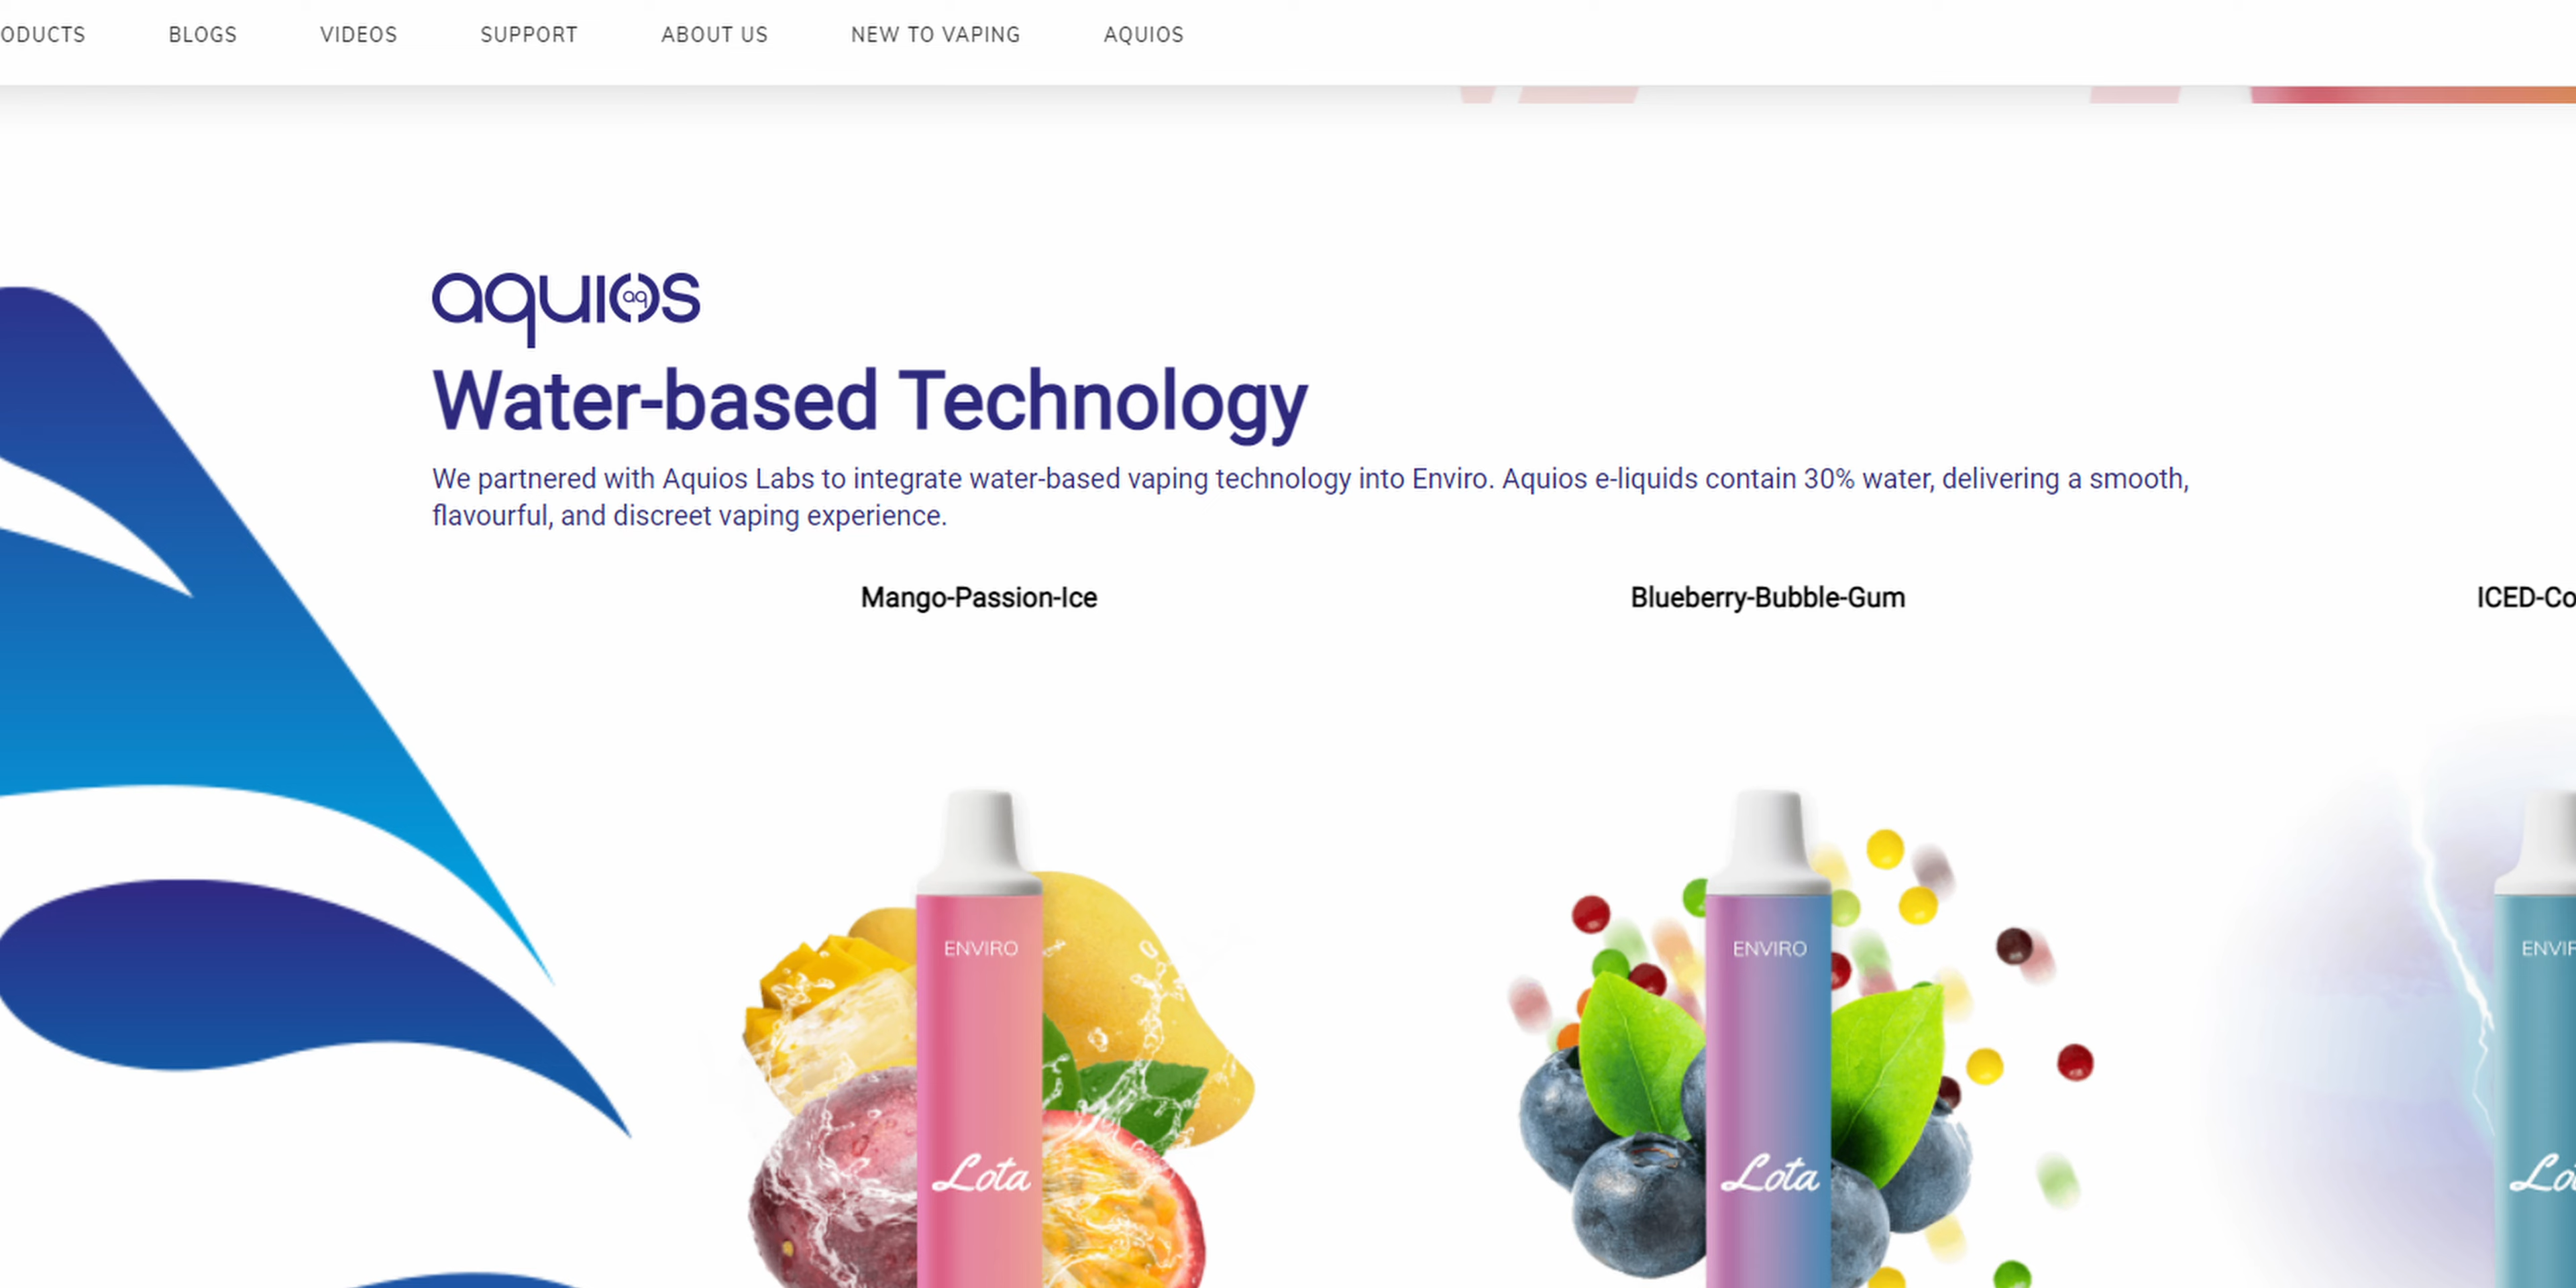 ODUCTS BLOGS VIDEOS SUPPORT ABOUT US NEW TO VAPING AQUIOS
aquios
aq
Water-based Technology
We partnered with Aquios Labs to integrate water-based vaping technology into Enviro. Aquios e-liquids contain 30% water, delivering a smooth,
flavourful, and discreet vaping experience.
Mango-Passion-Ice Blueberry-Bubble-Gum ICED-Co
ENVIRO ENVIRO ENVIR
Lota Lota Lo